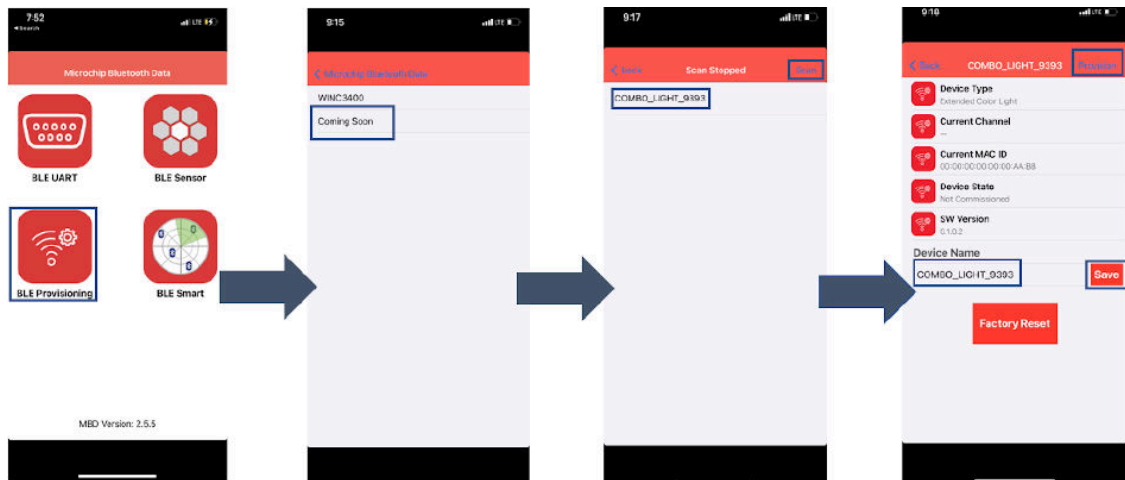 7:52
◂ Search
LTE
Microchip Bluetooth Data
BLE UART
BLE Sensor
BLE Provisioning
BLE Smart
MBD Version: 2.5.5
9:15
LTE
Microchip Bluetooth Data
WINC3400
Coming Soon
9:17
LTE
Back
Scan Stopped
Scan
COMBO_LIGHT_9393
9:18
LTE
Back
COMBO_LIGHT_9393
Provision
Device Type
Extended Color Light
Current Channel
--
Current MAC ID
00:00:00:00:00:00:AA:B8
Device State
Not Commissioned
SW Version
0.1.0.2
Device Name
COMBO_LIGHT_9393
Save
Factory Reset